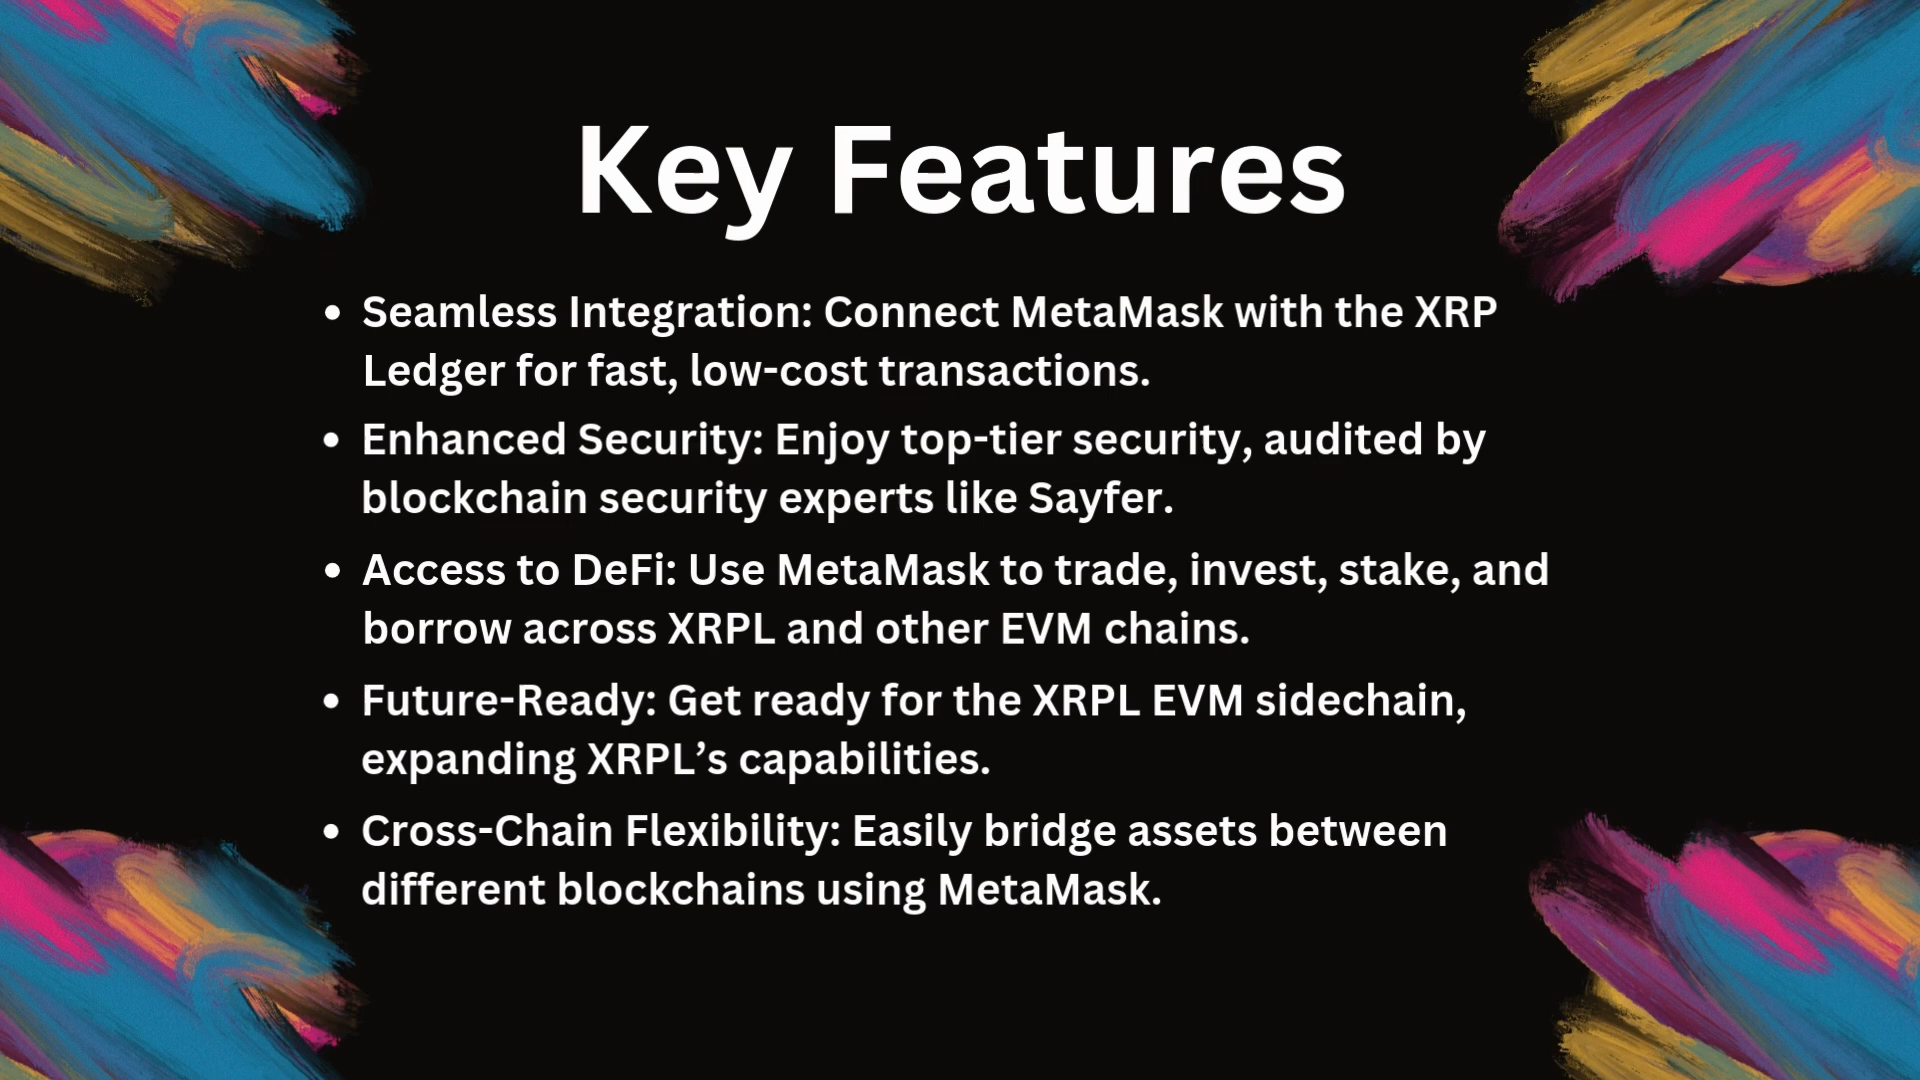 Key Features
• Seamless Integration: Connect MetaMask with the XRP
Ledger for fast, low-cost transactions.
• Enhanced Security: Enjoy top-tier security, audited by
blockchain security experts like Sayfer.
• Access to DeFi: Use MetaMask to trade, invest, stake, and
borrow across XRPL and other EVM chains.
• Future-Ready: Get ready for the XRPL EVM sidechain,
expanding XRPL’s capabilities.
• Cross-Chain Flexibility: Easily bridge assets between
different blockchains using MetaMask.